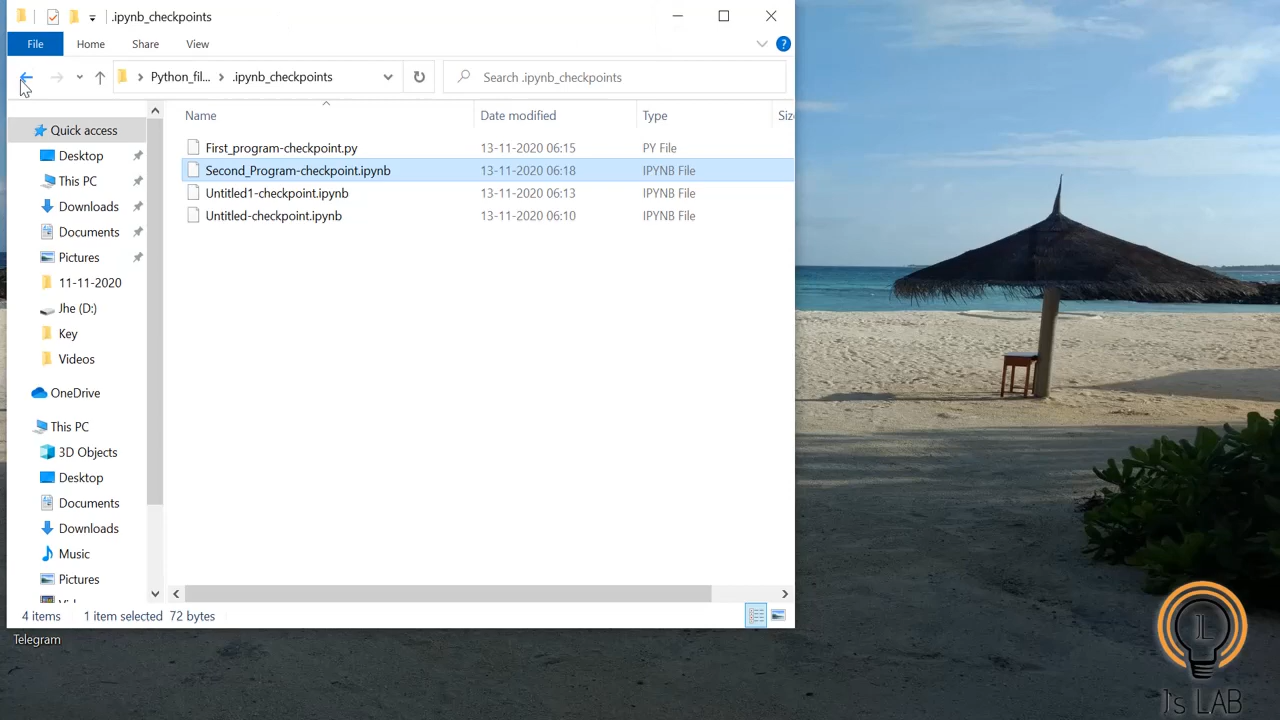 .ipynb_checkpoints
File Home Share View
Python_fil... .ipynb_checkpoints Search .ipynb_checkpoints
Name Date modified Type Siz
Quick access
Desktop
This PC
Downloads
Documents
Pictures
11-11-2020
Jhe (D:)
Key
Videos
OneDrive
This PC
3D Objects
Desktop
Documents
Downloads
Music
Pictures
First_program-checkpoint.py 13-11-2020 06:15 PY File
Second_Program-checkpoint.ipynb 13-11-2020 06:18 IPYNB File
Untitled1-checkpoint.ipynb 13-11-2020 06:13 IPYNB File
Untitled-checkpoint.ipynb 13-11-2020 06:10 IPYNB File
4 items 1 item selected 72 bytes
Telegram
JL
J's LAB